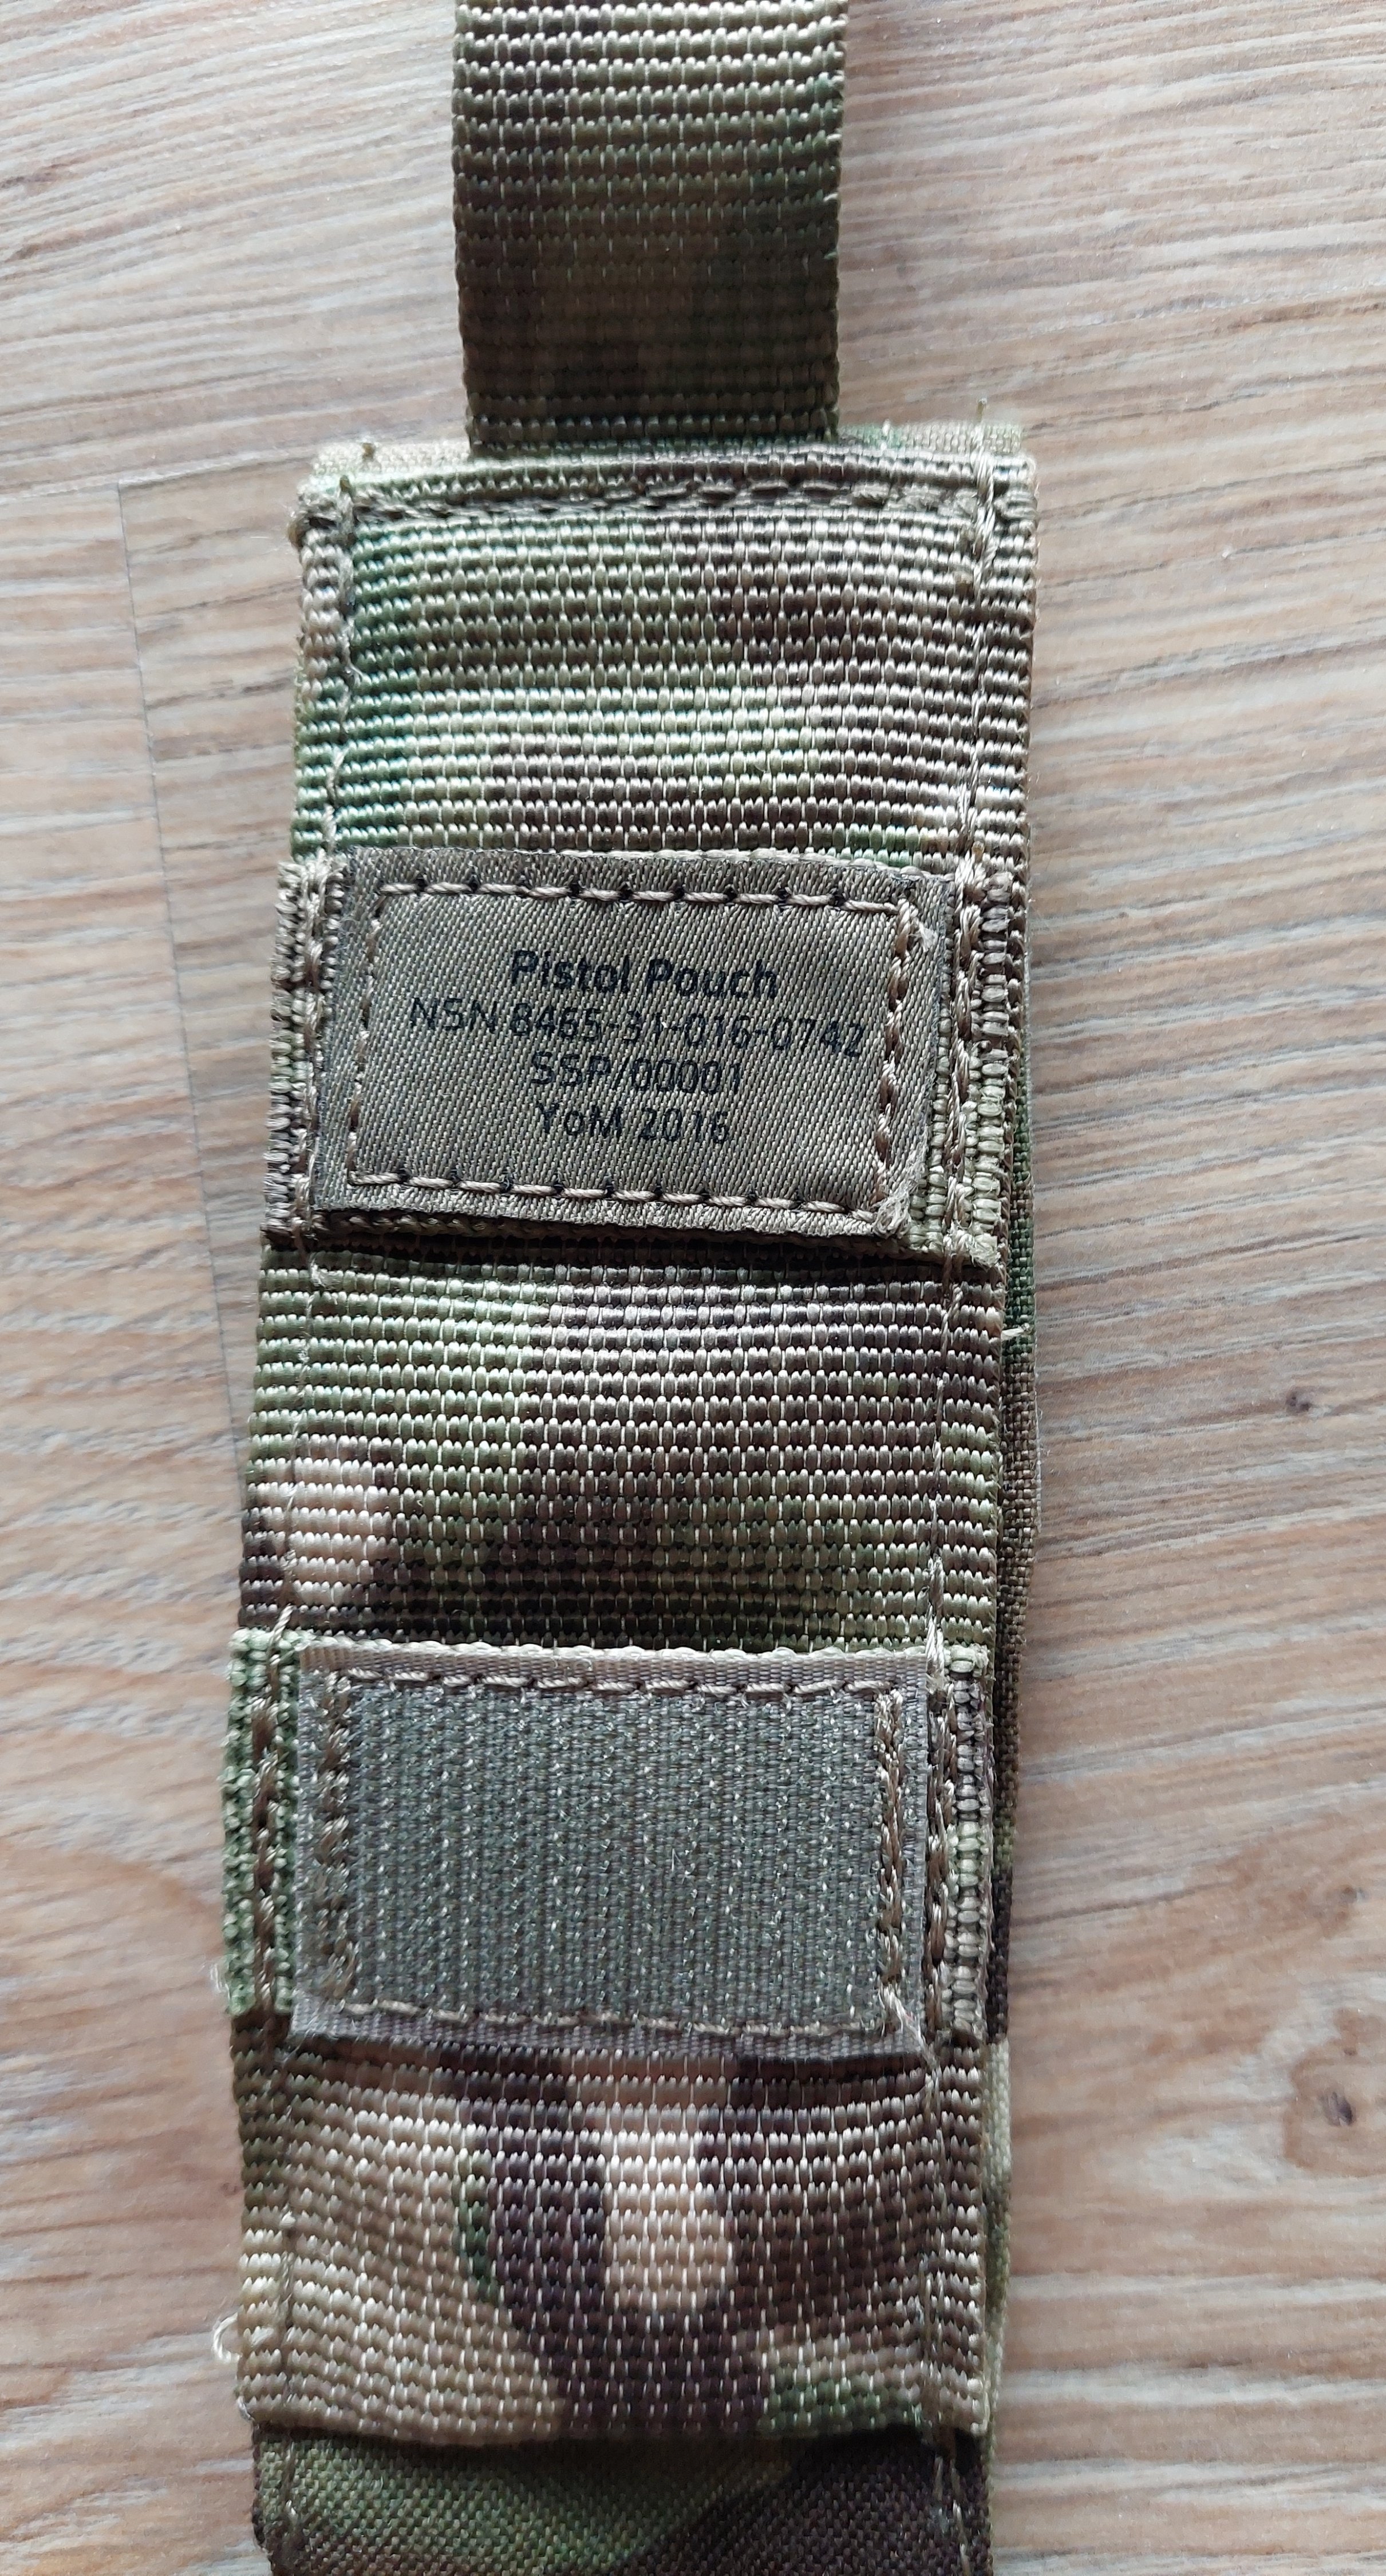 Pistol Pouch
NSN 8465-31-016-0742
SSP/00001
YoM 2016